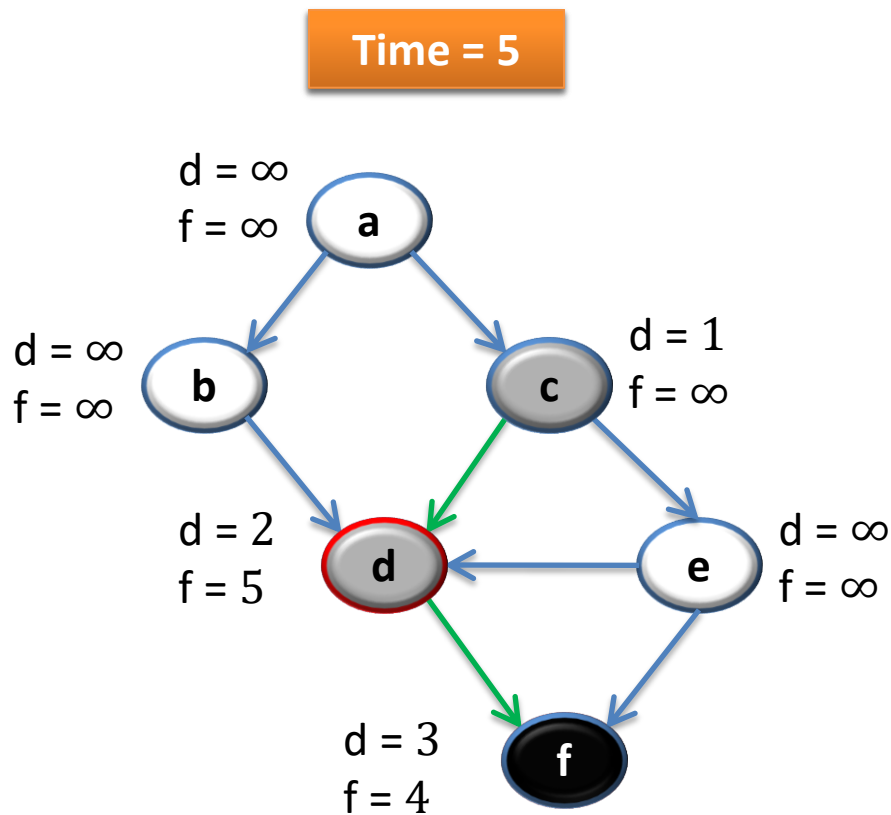 Time = 5
d = ∞
f = ∞
a
d = ∞
f = ∞
b
c
d = 1
f = ∞
d = 2
f = 5
d
e
d = ∞
f = ∞
d = 3
f = 4
f